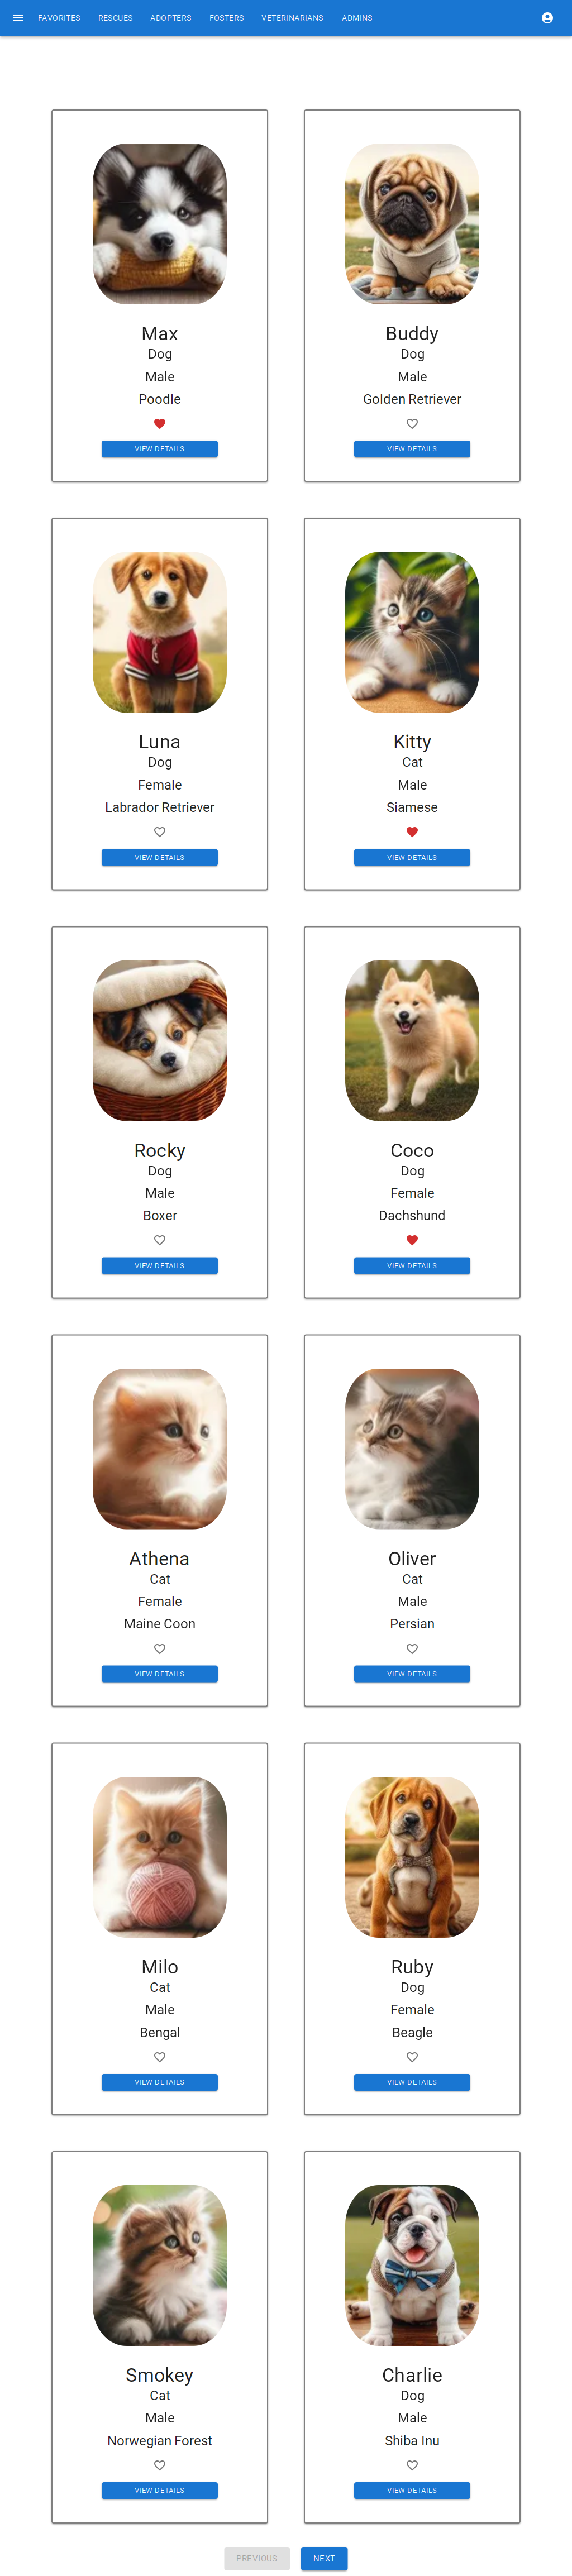 FAVORITES RESCUES ADOPTERS FOSTERS VETERINARIANS ADMINS
Max
Dog
Male
Poodle
VIEW DETAILS
Buddy
Dog
Male
Golden Retriever
VIEW DETAILS
Luna
Dog
Female
Labrador Retriever
VIEW DETAILS
Kitty
Cat
Male
Siamese
VIEW DETAILS
Rocky
Dog
Male
Boxer
VIEW DETAILS
Coco
Dog
Female
Dachshund
VIEW DETAILS
Athena
Cat
Female
Maine Coon
VIEW DETAILS
Oliver
Cat
Male
Persian
VIEW DETAILS
Milo
Cat
Male
Bengal
VIEW DETAILS
Ruby
Dog
Female
Beagle
VIEW DETAILS
Smokey
Cat
Male
Norwegian Forest
VIEW DETAILS
Charlie
Dog
Male
Shiba Inu
VIEW DETAILS
PREVIOUS NEXT